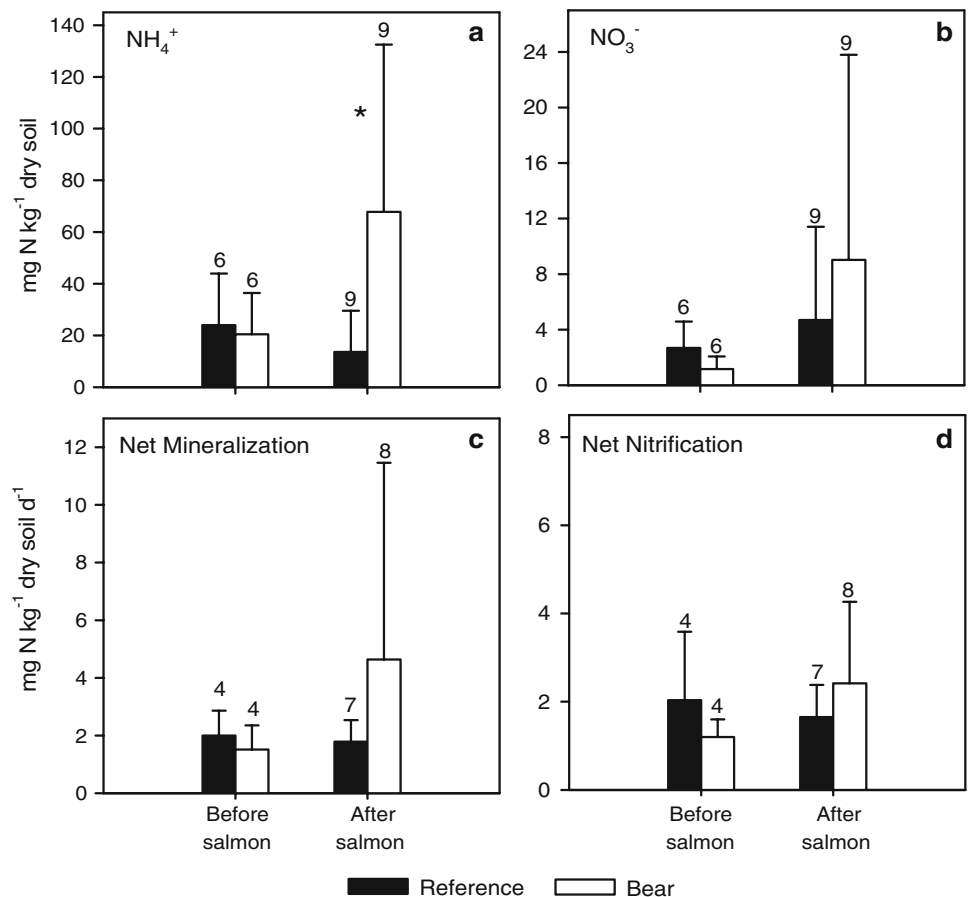 NH₄⁺
a
140
120
100
80
60
40
20
0
mg N kg⁻¹ dry soil
6
6
9
*
9
NO₃⁻
b
24
20
16
12
8
4
0
6
6
9
9
Net Mineralization
c
12
10
8
6
4
2
0
mg N kg⁻¹ dry soil d⁻¹
4
4
7
8
Before salmon
After salmon
Net Nitrification
d
8
6
4
2
0
4
4
7
8
Before salmon
After salmon
Reference
Bear